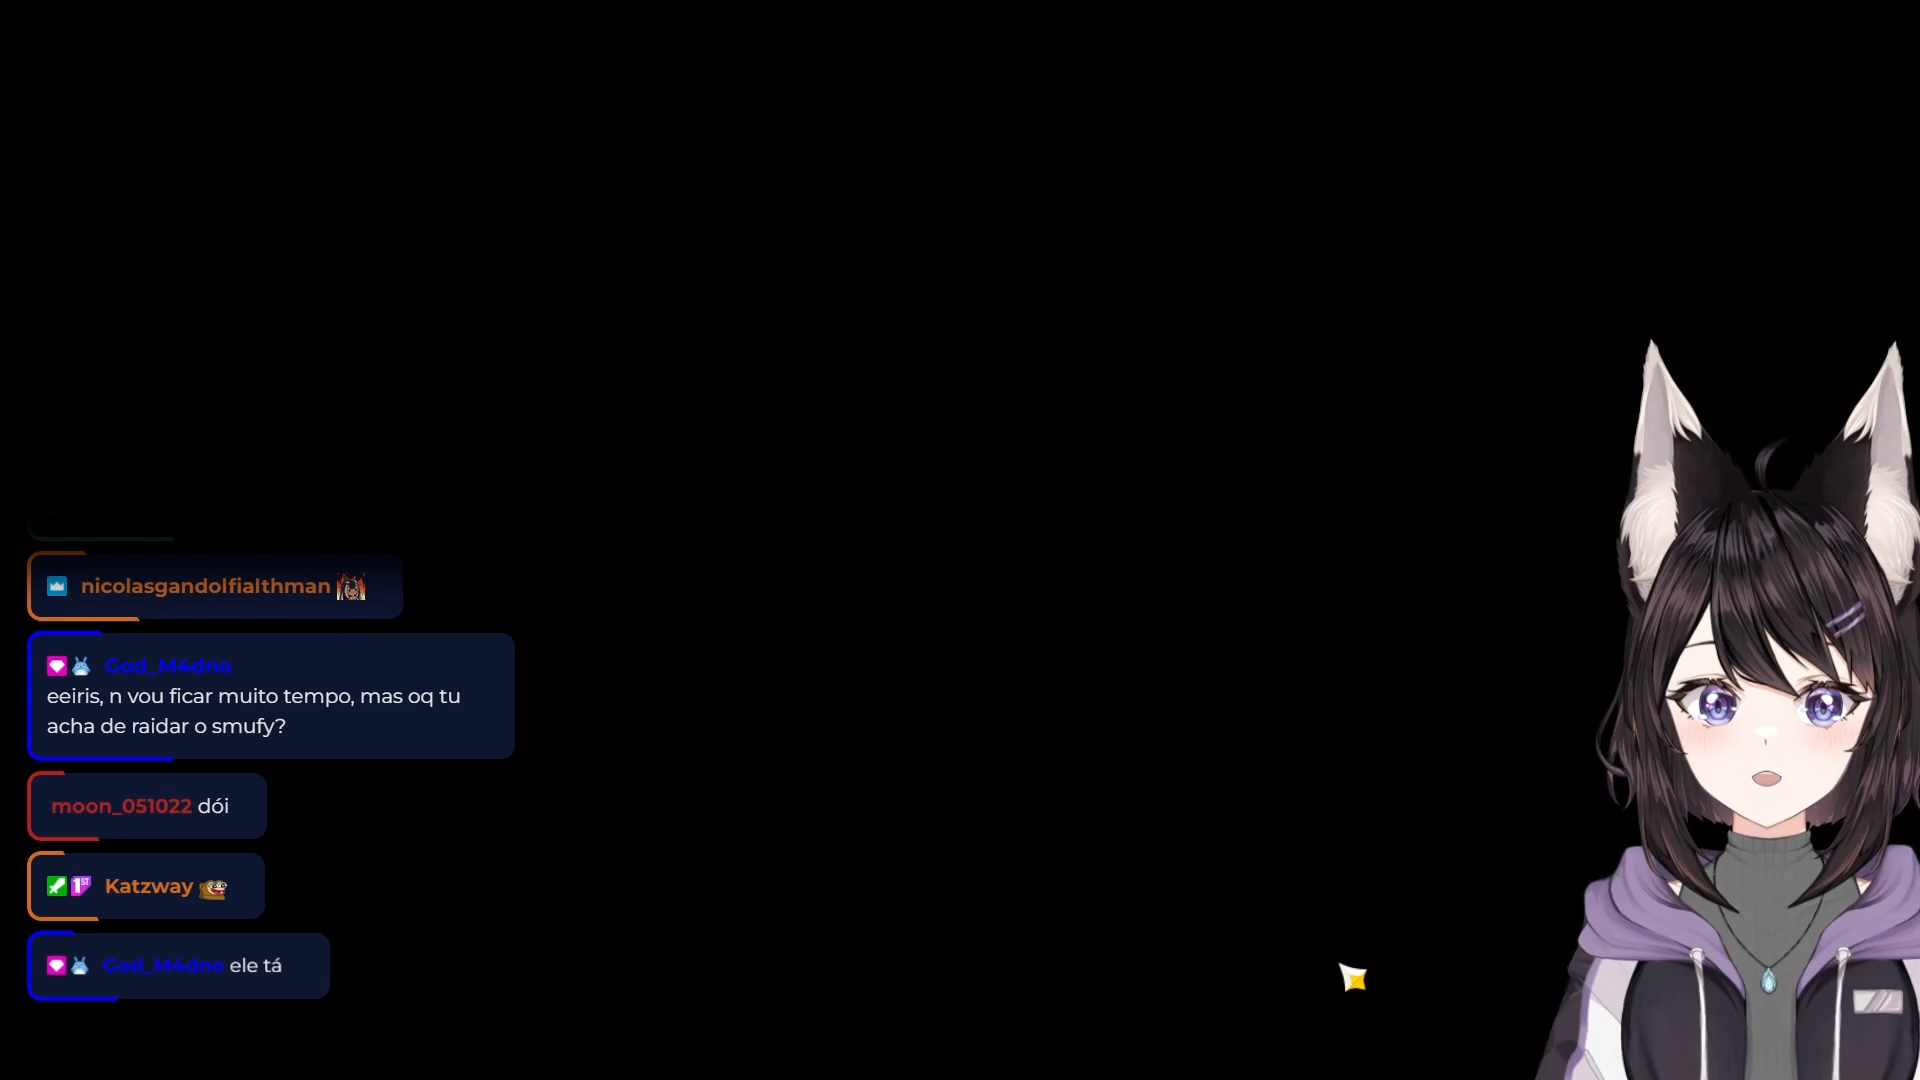 nicolasgandolfialthman
God_M4dno
eeiris, n vou ficar muito tempo, mas oq tu
acha de raidar o smufy?
moon_051022 dói
1ST Katzway
God_M4dno ele tá